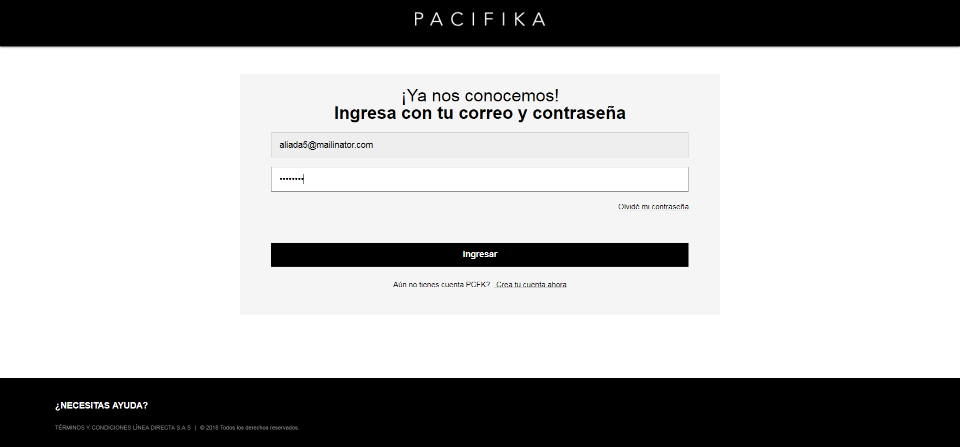 PACIFIKA
¡Ya nos conocemos!
Ingresa con tu correo y contraseña
aliada5@mailinator.com
••••••••
Olvidé mi contraseña
Ingresar
Aún no tienes cuenta PCFK? Crea tu cuenta ahora
¿NECESITAS AYUDA?
TÉRMINOS Y CONDICIONES LÍNEA DIRECTA S.A.S | © 2018 Todos los derechos reservados.